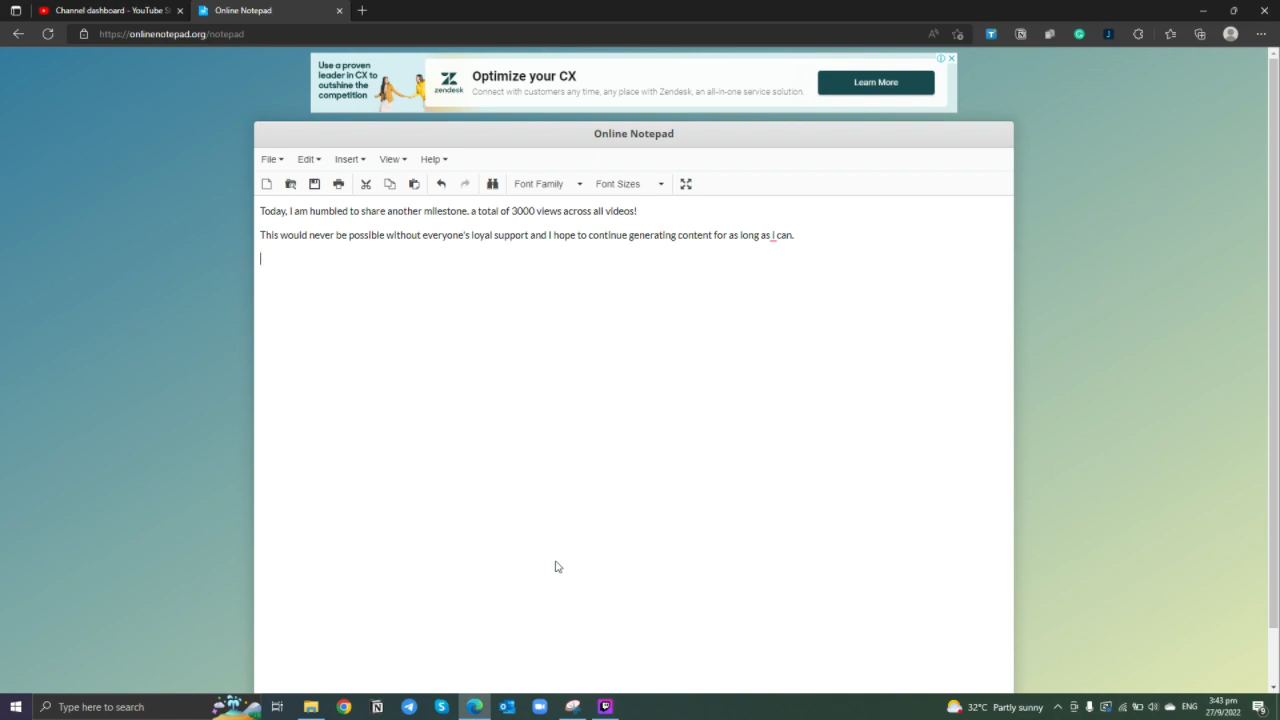 Channel dashboard - YouTube S
Online Notepad
https://onlinenotepad.org/notepad
Use a proven
leader in CX to
outshine the
competition
zendesk
Optimize your CX
Connect with customers any time, any place with Zendesk, an all-in-one service solution.
Learn More
Online Notepad
File Edit Insert View Help
Font Family Font Sizes
Today, I am humbled to share another milestone. a total of 3000 views across all videos!
This would never be possible without everyone's loyal support and I hope to continue generating content for as long as i can.
Type here to search
32°C Partly sunny
ENG
3:43 pm
27/9/2022